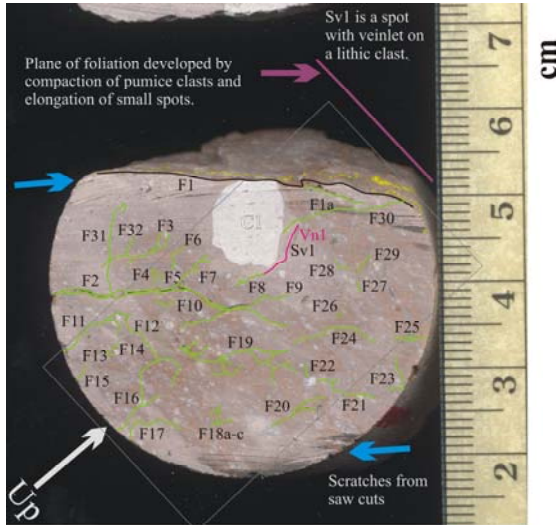 Sv1 is a spot
with veinlet on
a lithic clast.
Plane of foliation developed by
compaction of pumice clasts and
elongation of small spots.
cm
7
6
5
4
3
2
F1
F1a
F30
C1
F31
F32
F3
F6
Vn1
Sv1
F29
F2
F4
F5
F7
F8
F9
F28
F27
F10
F26
F11
F12
F25
F13
F14
F19
F24
F15
F22
F23
F16
F20
F21
F17
F18a-c
Up
Scratches from
saw cuts